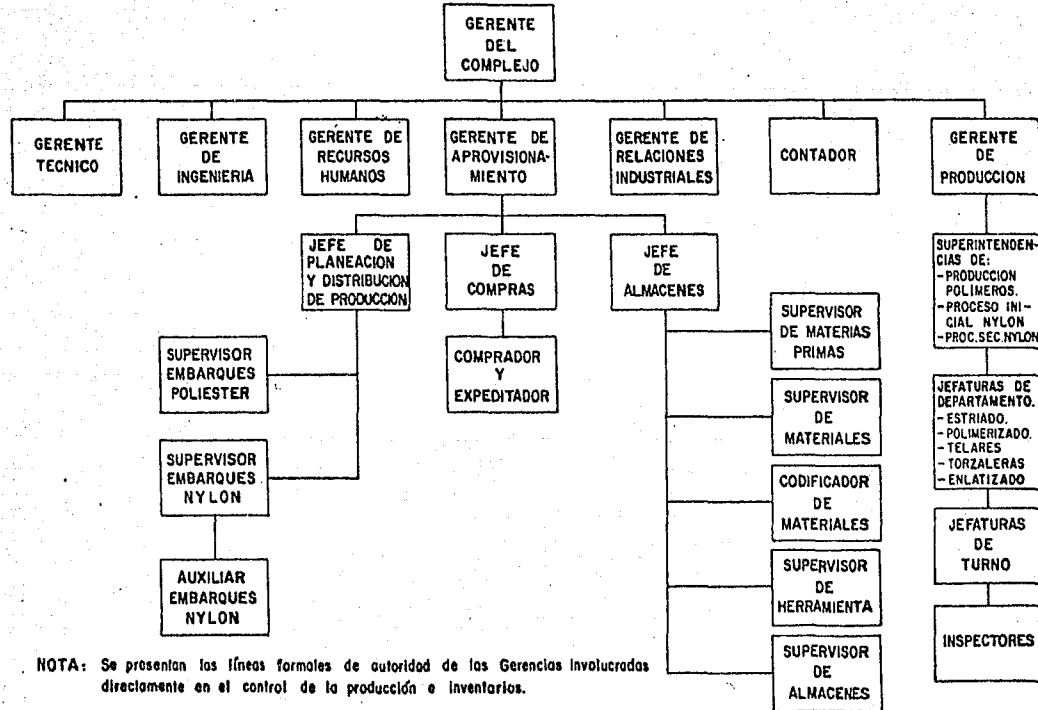 GERENTE
DEL
COMPLEJO
GERENTE
TECNICO
GERENTE
DE
INGENIERIA
GERENTE DE
RECURSOS
HUMANOS
GERENTE DE
APROVISIONA-
MIENTO
GERENTE DE
RELACIONES
INDUSTRIALES
CONTADOR
GERENTE
DE
PRODUCCION
JEFE DE
PLANEACION
Y DISTRIBUCION
DE PRODUCCIÓN
JEFE
DE
COMPRAS
JEFE
DE
ALMACENES
SUPERINTENDEN-
CIAS DE:
- PRODUCCION
POLIMEROS.
- PROCESO INI-
CIAL NYLON
- PROC.SEC.NYLON
SUPERVISOR
EMBARQUES
POLIESTER
SUPERVISOR
EMBARQUES
NYLON
AUXILIAR
EMBARQUES
NYLON
COMPRADOR
Y
EXPEDITADOR
SUPERVISOR
DE MATERIAS
PRIMAS
SUPERVISOR
DE
MATERIALES
CODIFICADOR
DE
MATERIALES
SUPERVISOR
DE
HERRAMIENTA
SUPERVISOR
DE
ALMACENES
JEFATURAS DE
DEPARTAMENTO.
- ESTRIADO.
- POLIMERIZADO.
- TELARES
- TORZALERAS
- ENLATIZADO
JEFATURAS
DE
TURNO
INSPECTORES
NOTA: Se presentan las líneas formales de autoridad de las Gerencias involucradas
directamente en el control de la producción e inventarios.